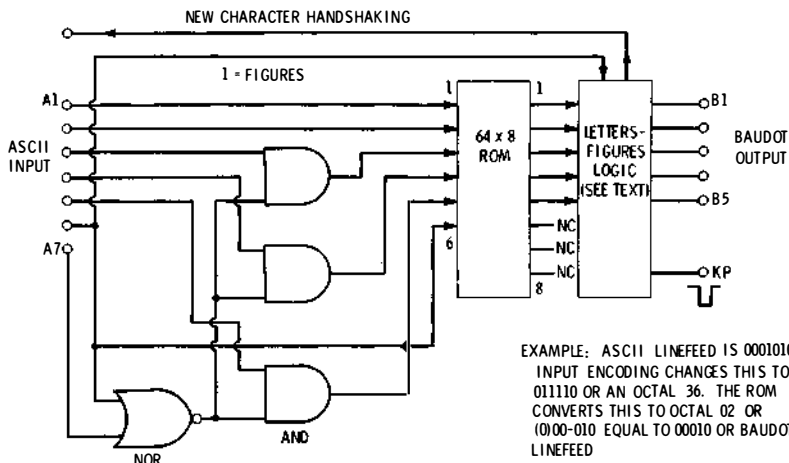 NEW CHARACTER HANDSHAKING
1 = FIGURES
A1
ASCII
INPUT
A7
1
6
64 x 8
ROM
1
NC
NC
NC
8
LETTERS-
FIGURES
LOGIC
(SEE TEXT)
B1
BAUDOT
OUTPUT
B5
KP
NOR
AND
EXAMPLE: ASCII LINEFEED IS 0001010
INPUT ENCODING CHANGES THIS TO
011110 OR AN OCTAL 36. THE ROM
CONVERTS THIS TO OCTAL 02 OR
(0)00-010 EQUAL TO 00010 OR BAUDOT
LINEFEED